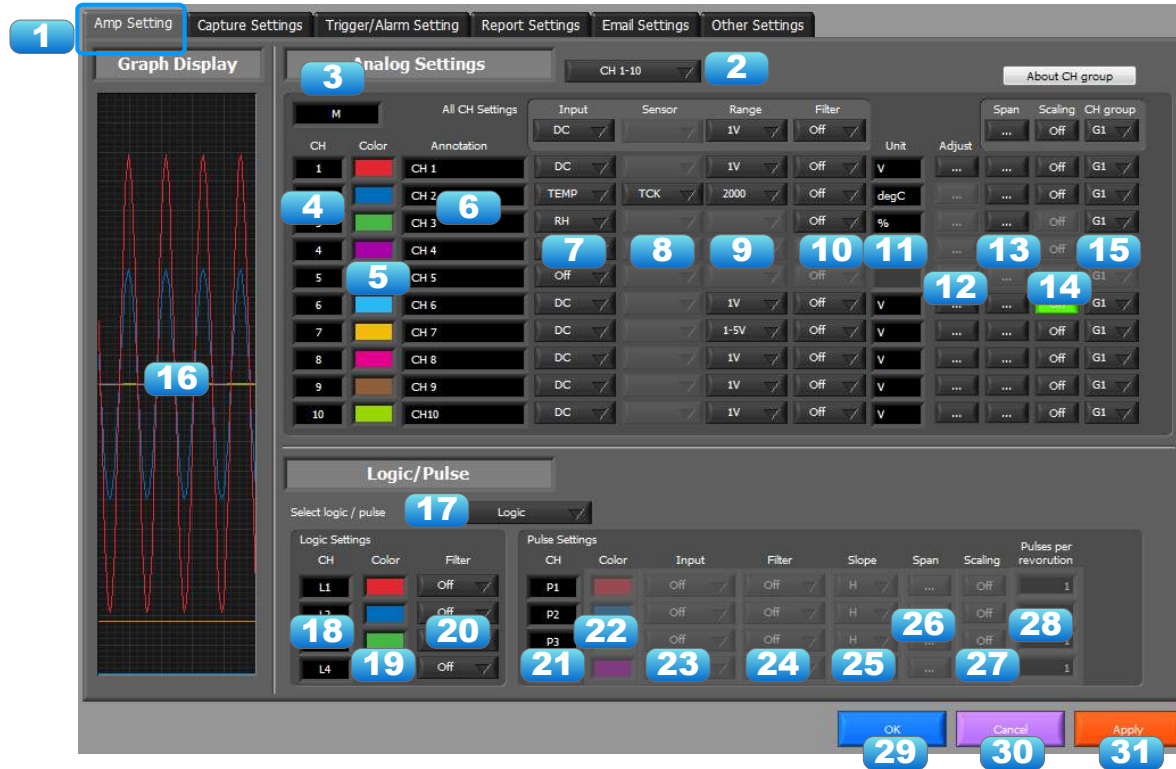 Amp Setting Capture Settings Trigger/Alarm Setting Report Settings Email Settings Other Settings
1
Graph Display Analog Settings CH 1-10 2
3 About CH group
M All CH Settings Input Sensor Range Filter Span Scaling CH group
DC 1V Off ... Off G1
CH Color Annotation Unit Adjust
1 CH 1 DC 1V Off V ... ... Off G1
CH 2 TEMP TCK 2000 Off degC ... ... Off G1
4 6
CH 3 RH Off % ... Off G1
4 CH 4 7 8 9 10 11 ... 13 Off 15
5 5 CH 5 Off Off ... G1
12 14
6 CH 6 DC 1V Off V ... G1
7 CH 7 DC 1-5V Off V ... ... Off G1
8 CH 8 DC 1V Off V ... ... Off G1
16
9 CH 9 DC 1V Off V ... ... Off G1
10 CH10 DC 1V Off V ... ... Off G1
Logic/Pulse
Select logic / pulse 17 Logic
Logic Settings Pulse Settings
CH Color Filter CH Color Input Filter Slope Span Scaling Pulses per revorution
L1 Off P1 Off Off H ... Off 1
L2 Off P2 Off Off H Off
18 20 22 26 28
P3 Off Off H Off 1
19 21 23 24 25 27
L4 Off ... 1
OK Cancel Apply
29 30 31